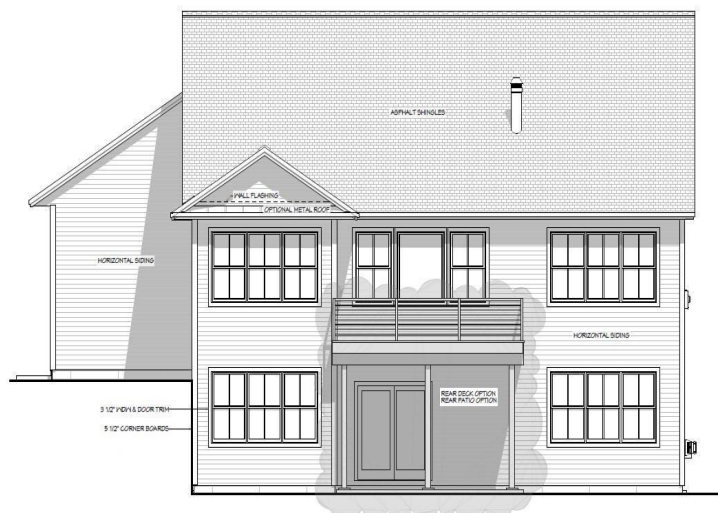 ASPHALT SHINGLES
WALL FLASHING
OPTIONAL METAL ROOF
HORIZONTAL SIDING
HORIZONTAL SIDING
REAR DECK OPTION
REAR PATIO OPTION
3 1/2" WDW & DOOR TRIM
5 1/2" CORNER BOARDS